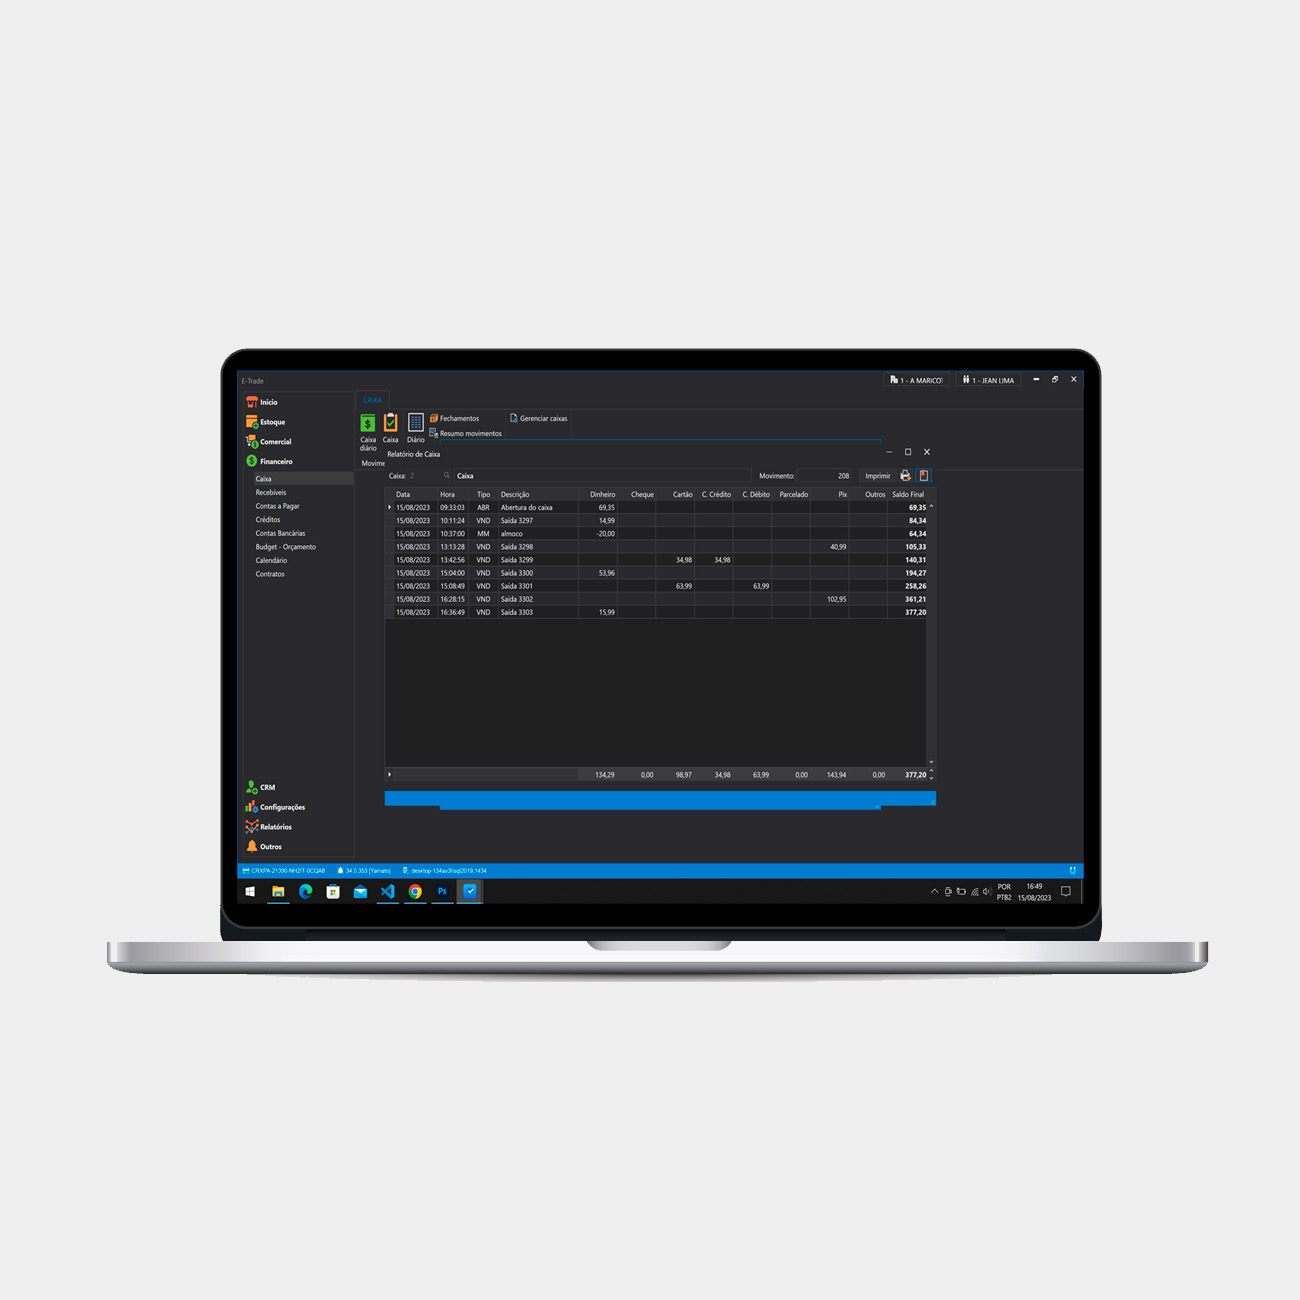 E-Trade
1 - A MARICOT
1 - JEAN LIMA
Início
Estoque
Comercial
Financeiro
Caixa
Recebíveis
Contas a Pagar
Créditos
Contas Bancárias
Budget - Orçamento
Calendário
Contratos
CRM
Configurações
Relatórios
Outros
CAIXA
Caixa diário
Caixa
Diário
Fechamentos
Resumo movimentos
Gerenciar caixas
Movime
Relatório de Caixa
Caixa: 2 Caixa Movimento: 208 Imprimir
Data Hora Tipo Descrição Dinheiro Cheque Cartão C. Crédito C. Débito Parcelado Pix Outros Saldo Final
15/08/2023 09:33:03 ABR Abertura do caixa 69,35 69,35
15/08/2023 10:11:24 VND Saída 3297 14,99 84,34
15/08/2023 10:37:00 MM almoco -20,00 64,34
15/08/2023 13:13:28 VND Saída 3298 40,99 105,33
15/08/2023 13:42:56 VND Saída 3299 34,98 34,98 140,31
15/08/2023 15:04:00 VND Saída 3300 53,96 194,27
15/08/2023 15:08:49 VND Saída 3301 63,99 63,99 258,26
15/08/2023 16:28:15 VND Saída 3302 102,95 361,21
15/08/2023 16:36:49 VND Saída 3303 15,99 377,20
134,29 0,00 98,97 34,98 63,99 0,00 143,94 0,00 377,20
CRXPA-21390-NH2IT-0CQA8 34.0.353 [Yamato] desktop-134av3l\sql2019,1434
Ps
POR
PTB2
16:49
15/08/2023